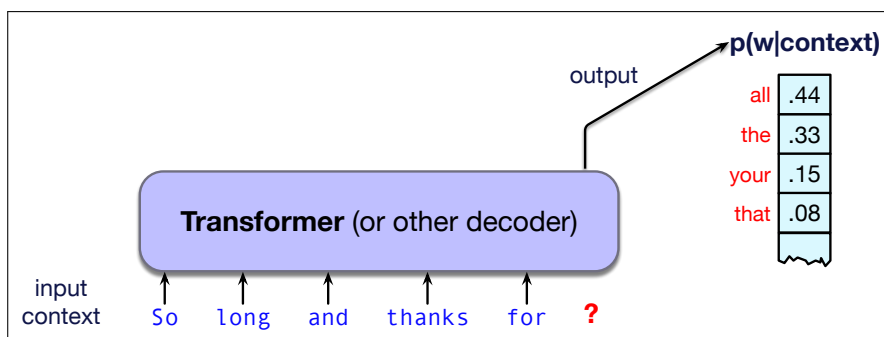 p(w|context)
output
all .44
the .33
your .15
that .08
Transformer (or other decoder)
input
context
So long and thanks for ?